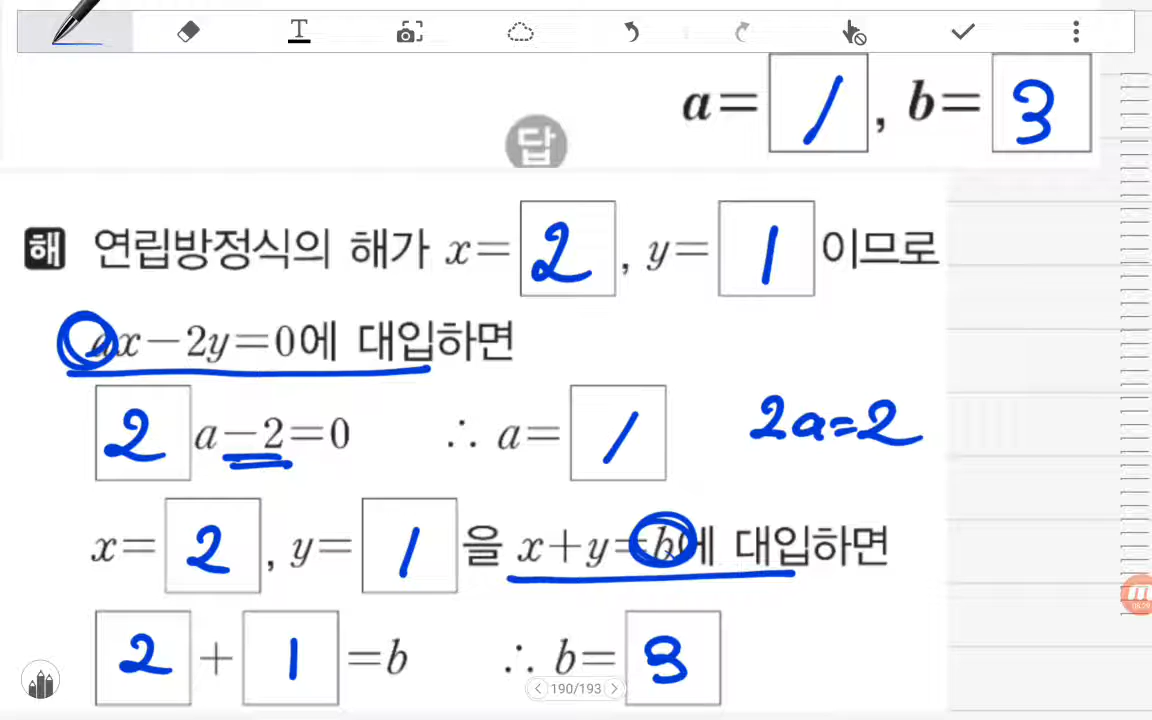 T
a= 1 , b= 3
답
해 연립방정식의 해가 x= 2 , y= 1 이므로
ax−2y=0에 대입하면
2 a−2=0 ∴ a= 1 2a=2
x= 2 , y= 1 을 x+y=b에 대입하면
2 + 1 =b ∴ b= 3
190/193